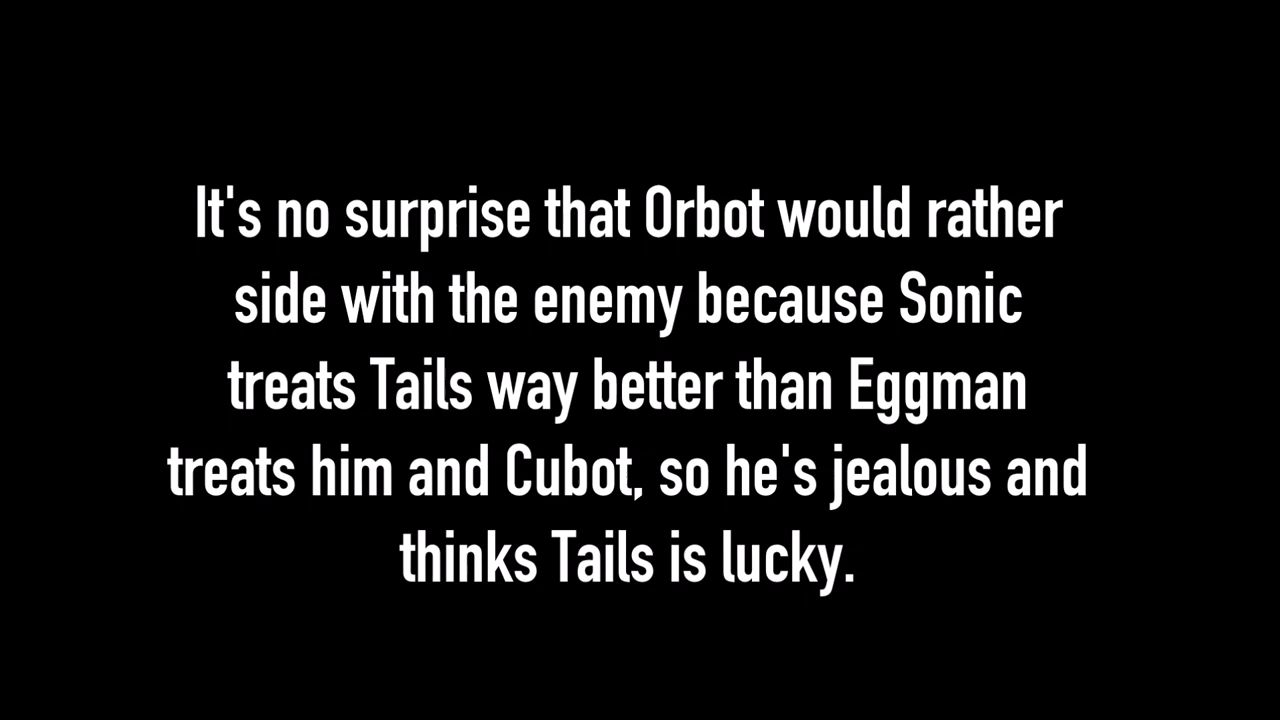 It's no surprise that Orbot would rather
side with the enemy because Sonic
treats Tails way better than Eggman
treats him and Cubot, so he's jealous and
thinks Tails is lucky.